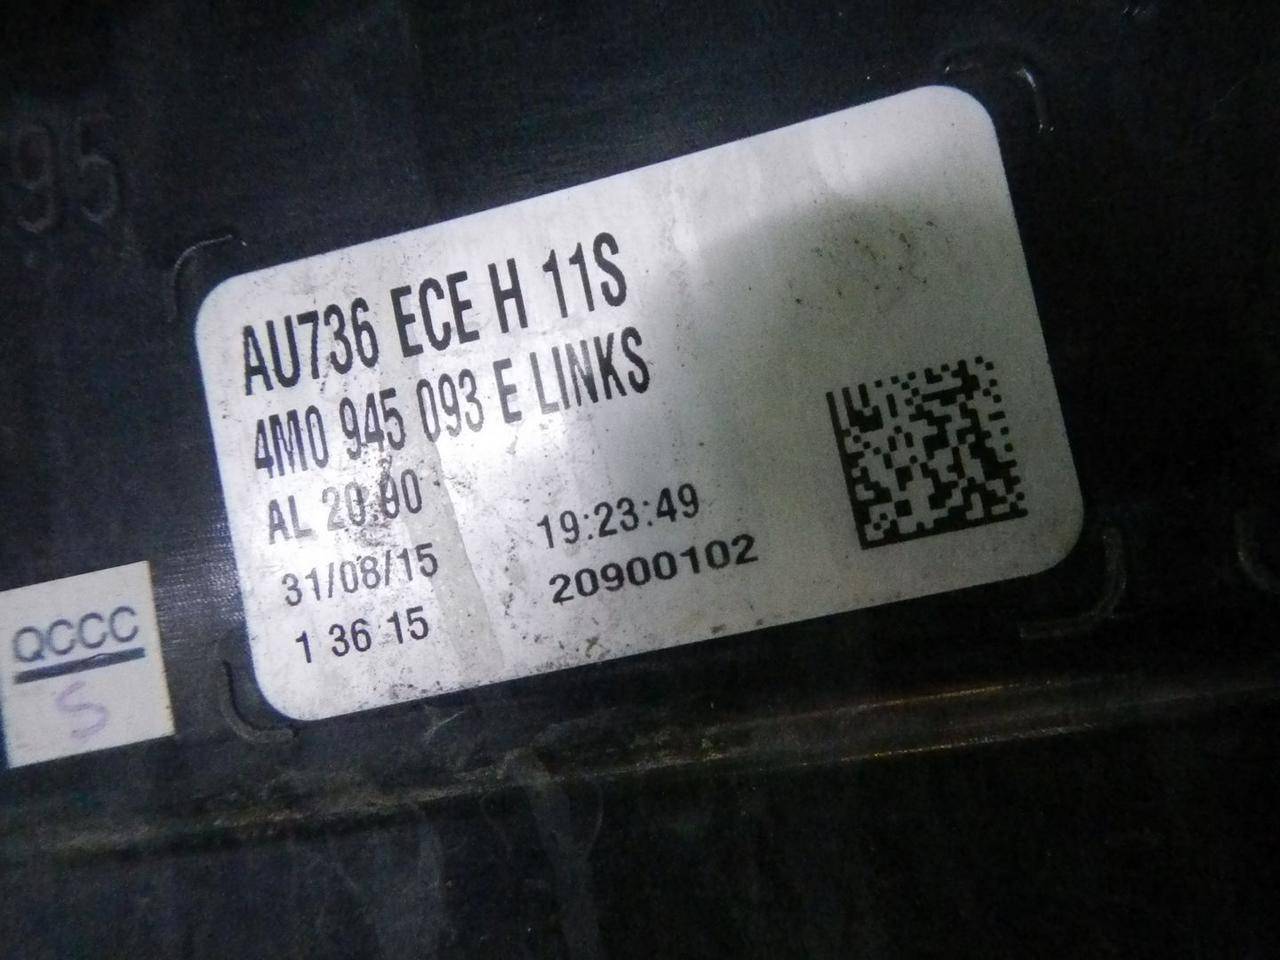 95
AU736 ECE H 11S
4M0 945 093 E LINKS
AL 20.00
31/08/15 19:23:49
1 36 15 20900102
QCCC
S